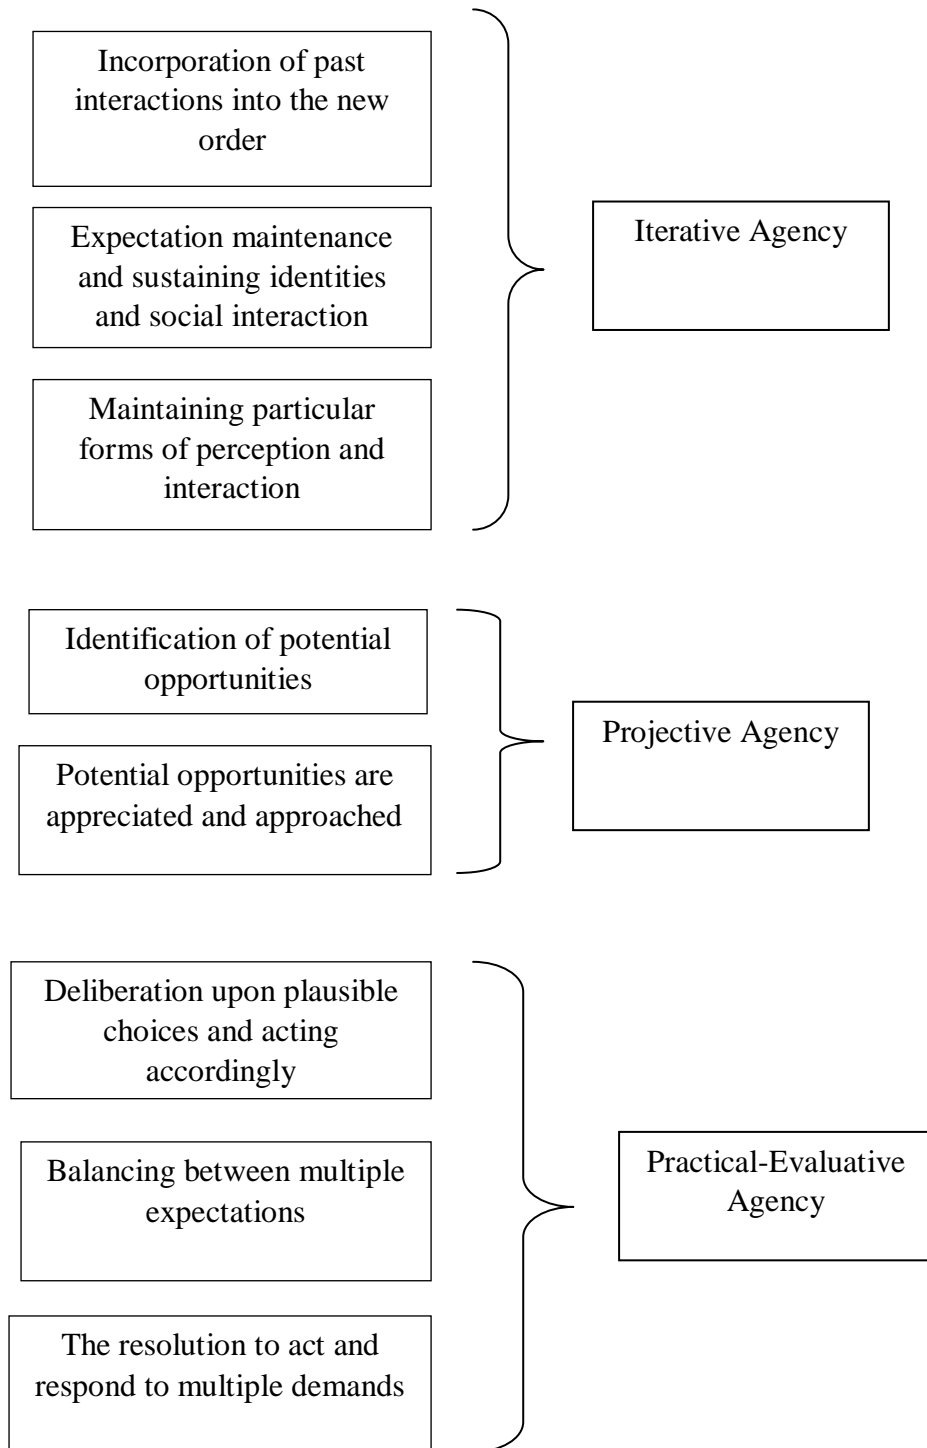 Incorporation of past
interactions into the new
order
Expectation maintenance
and sustaining identities
and social interaction
Maintaining particular
forms of perception and
interaction
Iterative Agency
Identification of potential
opportunities
Potential opportunities are
appreciated and approached
Projective Agency
Deliberation upon plausible
choices and acting
accordingly
Balancing between multiple
expectations
The resolution to act and
respond to multiple demands
Practical-Evaluative
Agency